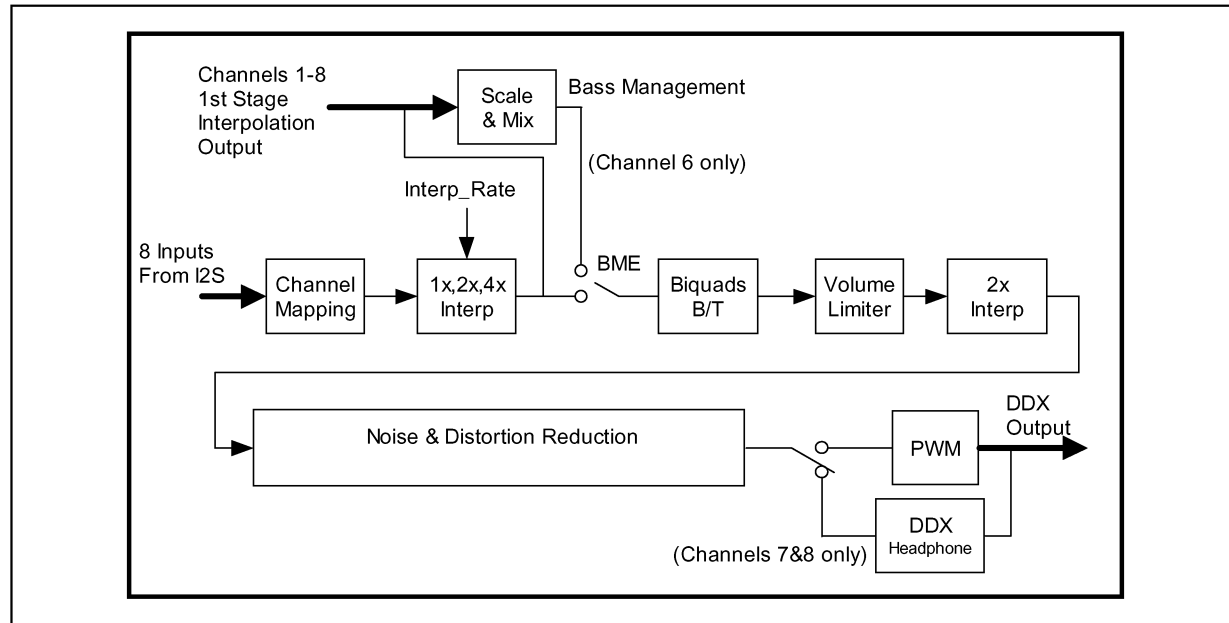 Channels 1-8
1st Stage
Interpolation
Output
Scale
& Mix
Bass Management
(Channel 6 only)
Interp_Rate
8 Inputs
From I2S
Channel
Mapping
1x,2x,4x
Interp
BME
Biquads
B/T
Volume
Limiter
2x
Interp
Noise & Distortion Reduction
PWM
DDX
Output
(Channels 7&8 only)
DDX
Headphone